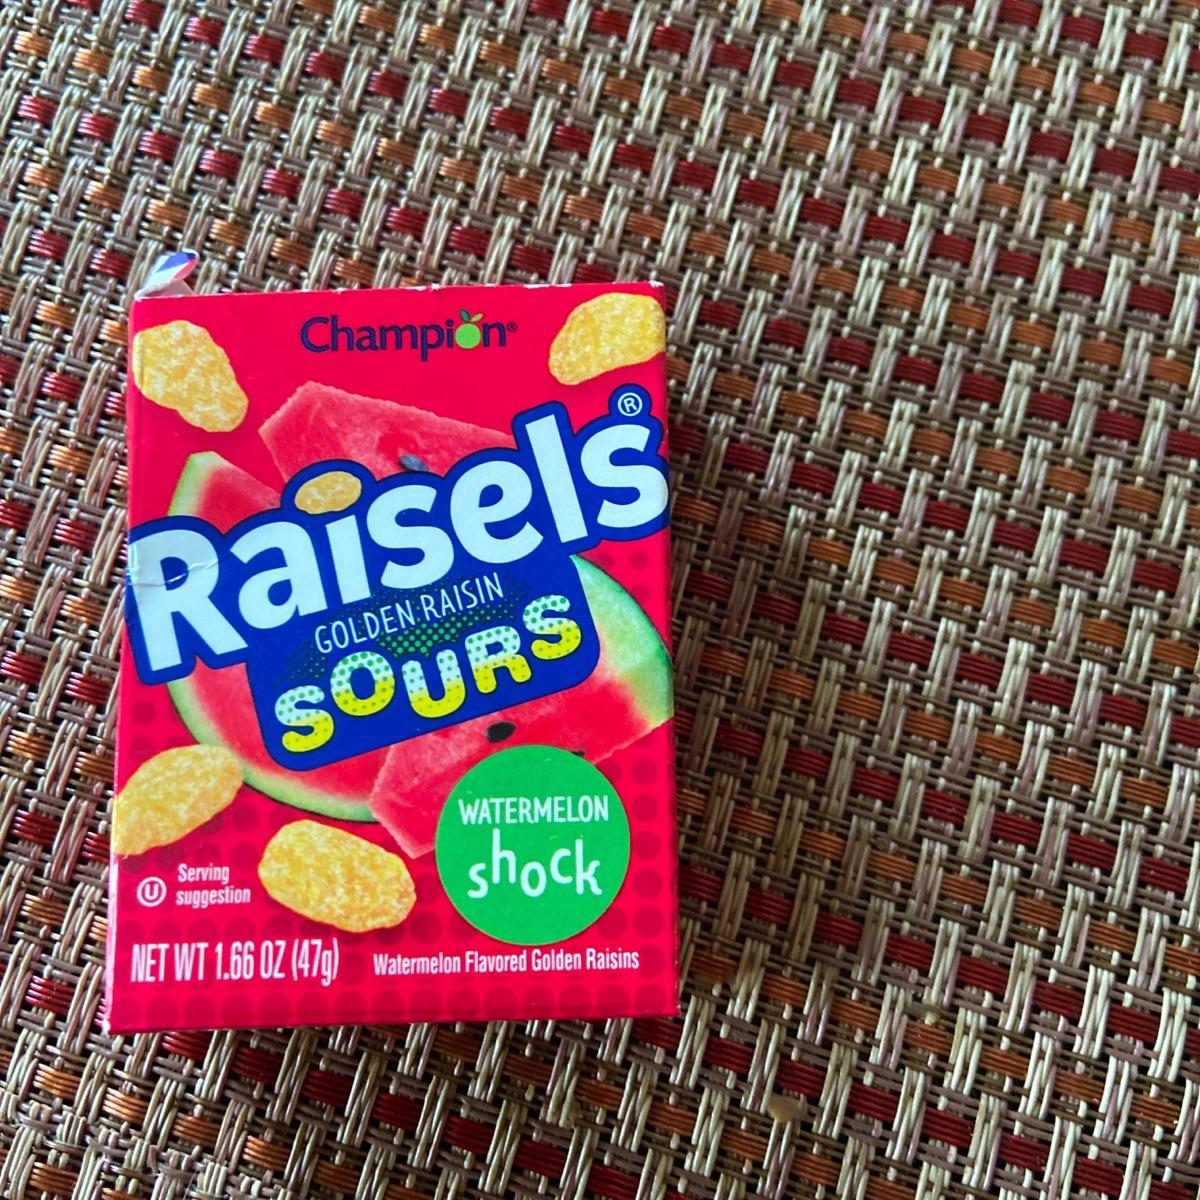 Champion®
Raisels®
GOLDEN RAISIN
SOURS
WATERMELON
shock
U
Serving
suggestion
NET WT 1.66 OZ (47g)
Watermelon Flavored Golden Raisins